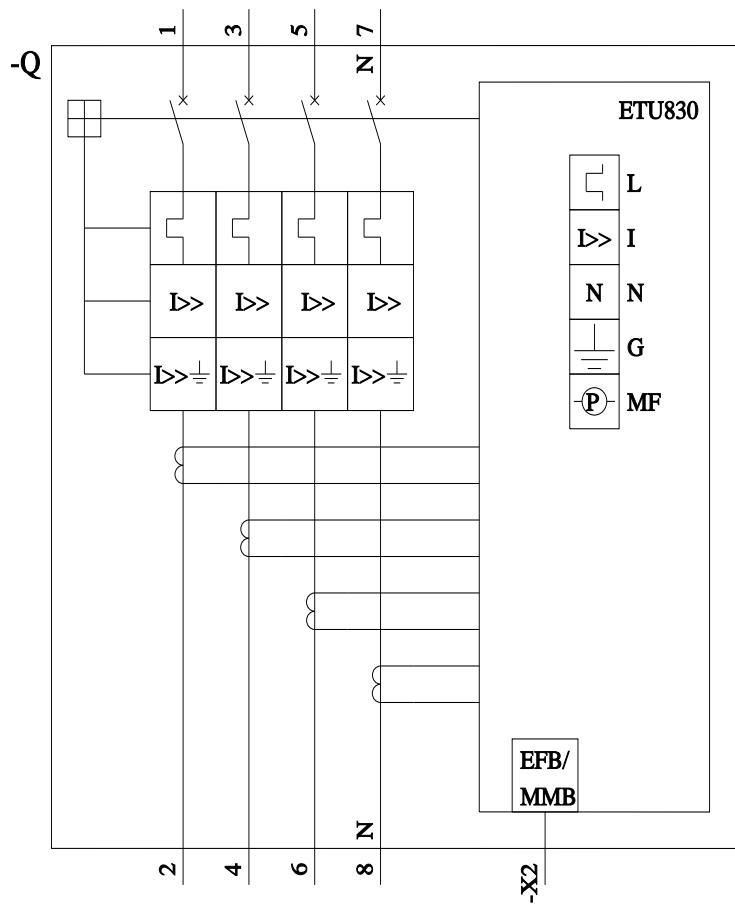 1 3 5 7
-Q
N
ETU830
L
I>> I
N N
G
P MF
I>> I>> I>> I>>
I>> I>> I>> I>>
EFB/
MMB
N
2 4 6 8
-X2